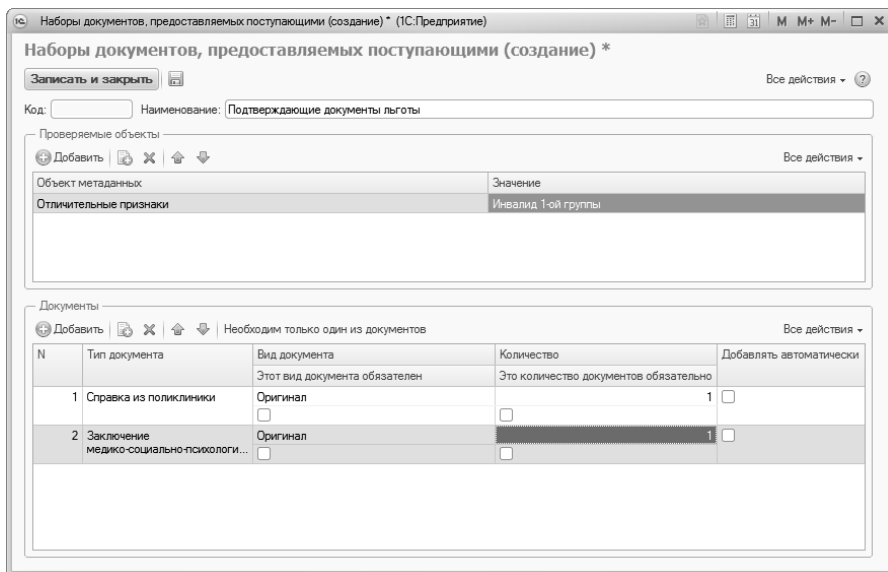 Наборы документов, предоставляемых поступающими (создание) * (1С:Предприятие)
31 M M+ M-
Наборы документов, предоставляемых поступающими (создание) *
Записать и закрыть
Все действия
Код:
Наименование: Подтверждающие документы льготы
Проверяемые объекты
Добавить
Все действия
Объект метаданных Значение
Отличительные признаки Инвалид 1-ой группы
Документы
Добавить Необходим только один из документов Все действия
N Тип документа Вид документа Количество Добавлять автоматически
Этот вид документа обязателен Это количество документов обязательно
1 Справка из поликлиники Оригинал 1
2 Заключение Оригинал 1
медико-социально-психологи...